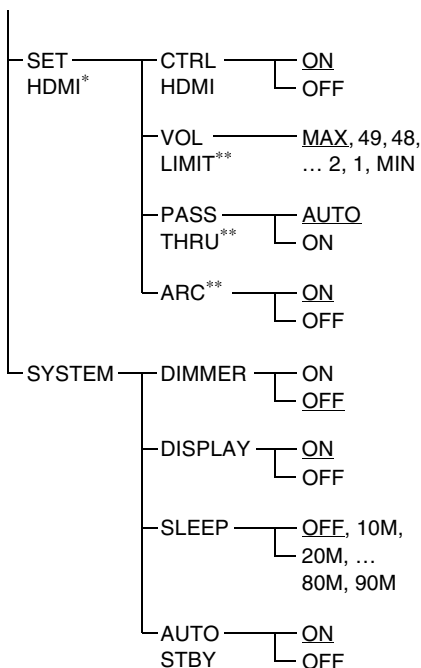 SET HDMI*
CTRL HDMI
ON
OFF
VOL LIMIT**
MAX, 49, 48,
... 2, 1, MIN
PASS THRU**
AUTO
ON
ARC**
ON
OFF
SYSTEM
DIMMER
ON
OFF
DISPLAY
ON
OFF
SLEEP
OFF, 10M,
20M, ...
80M, 90M
AUTO STBY
ON
OFF